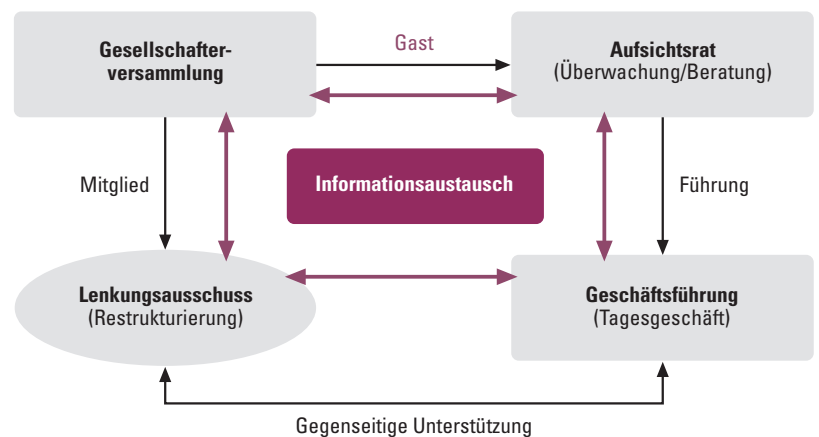 Gesellschafter-
versammlung
Gast
Aufsichtsrat
(Überwachung/Beratung)
Mitglied
Informationsaustausch
Führung
Lenkungsausschuss
(Restrukturierung)
Geschäftsführung
(Tagesgeschäft)
Gegenseitige Unterstützung